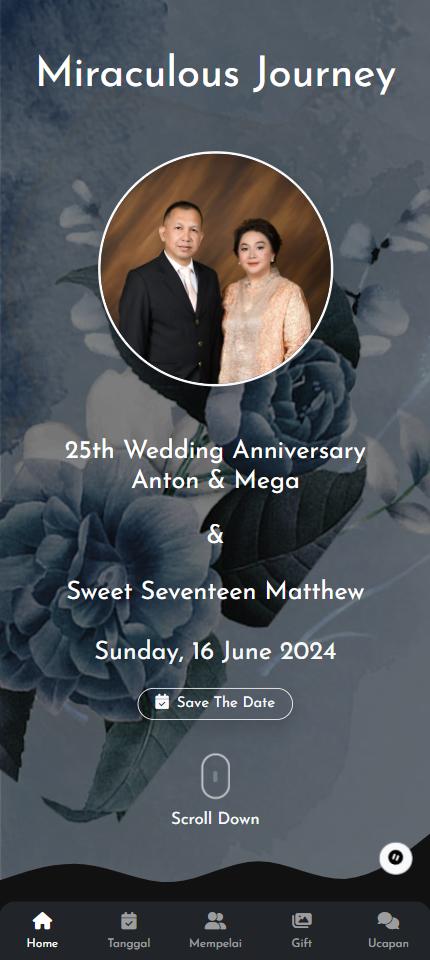 Miraculous Journey
25th Wedding Anniversary
Anton & Mega
&
Sweet Seventeen Matthew
Sunday, 16 June 2024
Save The Date
Scroll Down
Home Tanggal Mempelai Gift Ucapan